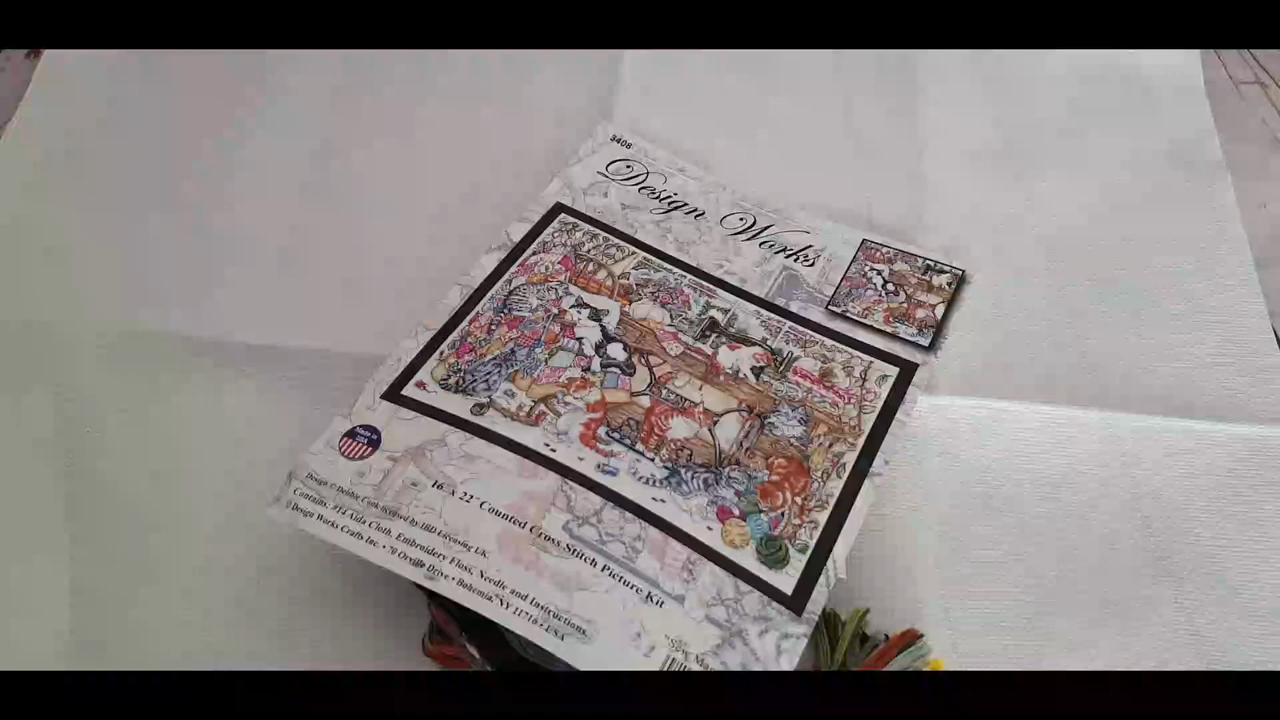 3408
Design Works
Made in
USA
16" x 22" Counted Cross Stitch Picture Kit
Design © Debbie Cook licensed by IBD Licensing UK.
Contains: #14 Aida Cloth, Embroidery Floss, Needle and Instructions.
©Design Works Crafts Inc. • 70 Orville Drive • Bohemia, NY 11716 • USA
"Sew